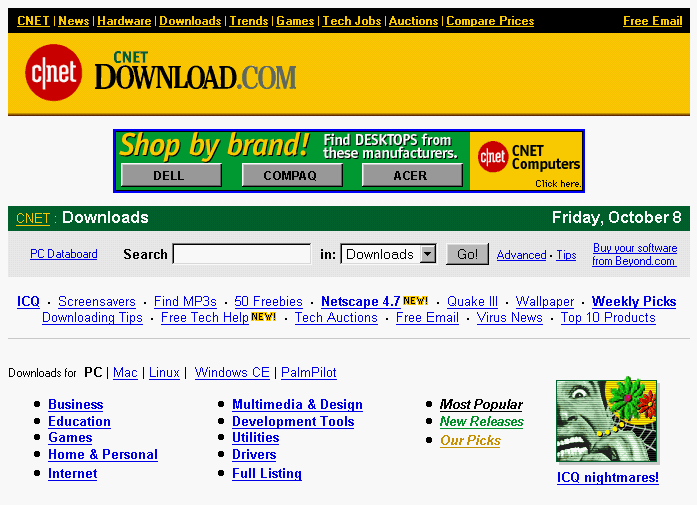 CNET | News | Hardware | Downloads | Trends | Games | Tech Jobs | Auctions | Compare Prices Free Email
c|net CNET
DOWNLOAD.COM
Shop by brand! Find DESKTOPS from these manufacturers.
DELL COMPAQ ACER
c|net CNET Computers
Click here.
CNET : Downloads Friday, October 8
PC Databoard Search in: Downloads Go! Advanced · Tips Buy your software from Beyond.com
ICQ · Screensavers · Find MP3s · 50 Freebies · Netscape 4.7 NEW! · Quake III · Wallpaper · Weekly Picks
Downloading Tips · Free Tech Help NEW! · Tech Auctions · Free Email · Virus News · Top 10 Products
Downloads for PC | Mac | Linux | Windows CE | PalmPilot
Business
Education
Games
Home & Personal
Internet
Multimedia & Design
Development Tools
Utilities
Drivers
Full Listing
Most Popular
New Releases
Our Picks
ICQ nightmares!